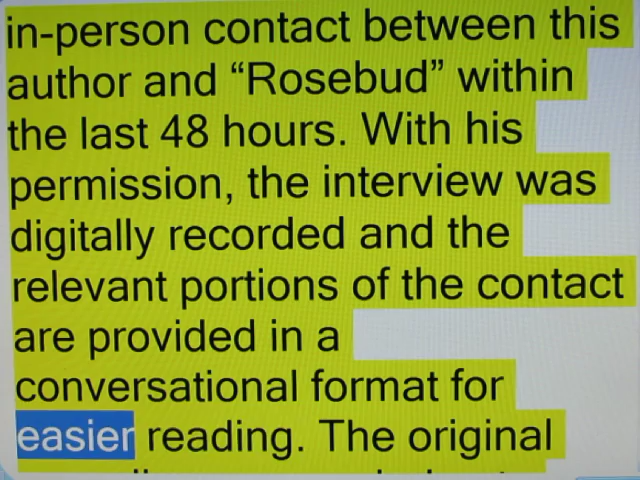 in-person contact between this
author and “Rosebud” within
the last 48 hours. With his
permission, the interview was
digitally recorded and the
relevant portions of the contact
are provided in a
conversational format for
easier reading. The original